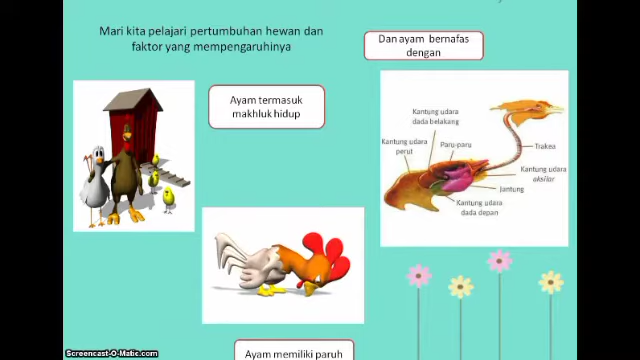 Mari kita pelajari pertumbuhan hewan dan
faktor yang mempengaruhinya
Dan ayam bernafas
dengan
Ayam termasuk
makhluk hidup
Kantung udara
dada belakang
Kantung udara
perut
Paru-paru
Trakea
Kantung udara
aksilar
Jantung
Kantung udara
dada depan
Ayam memiliki paruh
Screencast-O-Matic.com